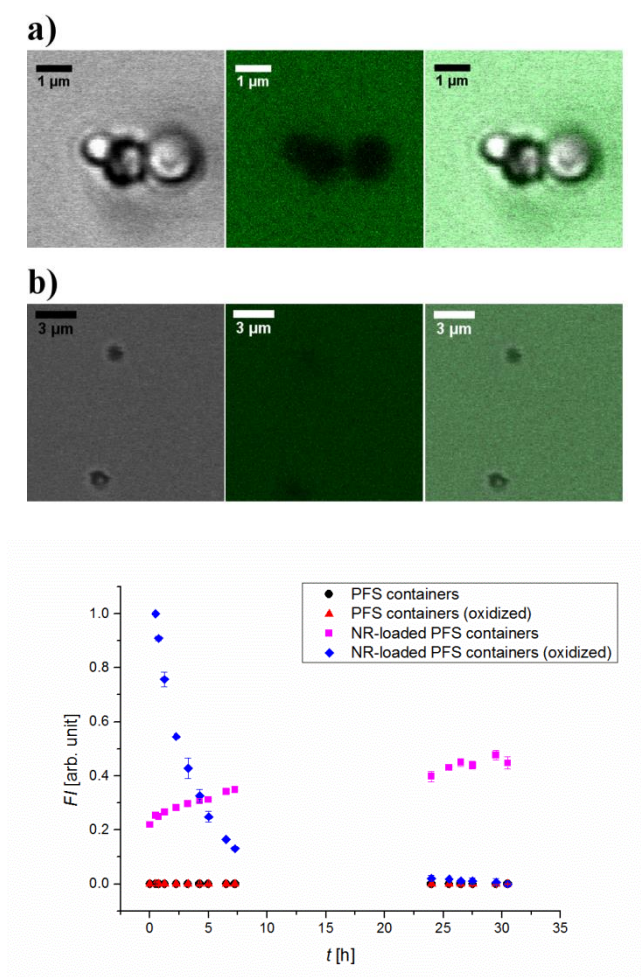 a)
1 μm 1 μm 1 μm
b)
3 μm 3 μm 3 μm
PFS containers
PFS containers (oxidized)
NR-loaded PFS containers
NR-loaded PFS containers (oxidized)
1.0
0.8
0.6
0.4
0.2
0.0
FI [arb. unit]
0 5 10 15 20 25 30 35
t [h]